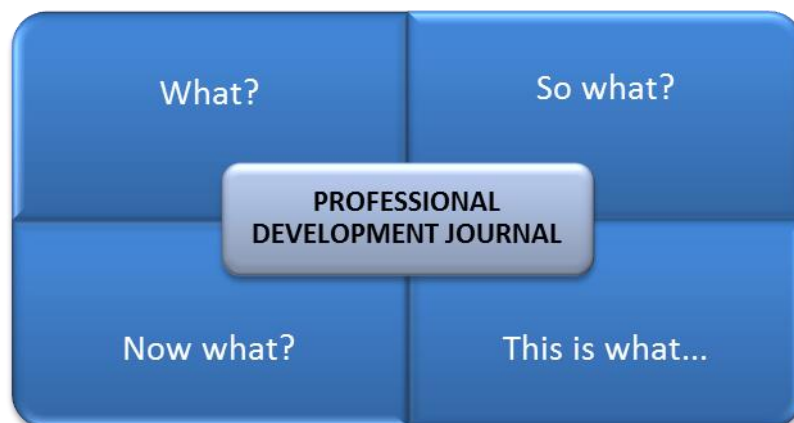 What?
So what?
PROFESSIONAL
DEVELOPMENT JOURNAL
Now what?
This is what...